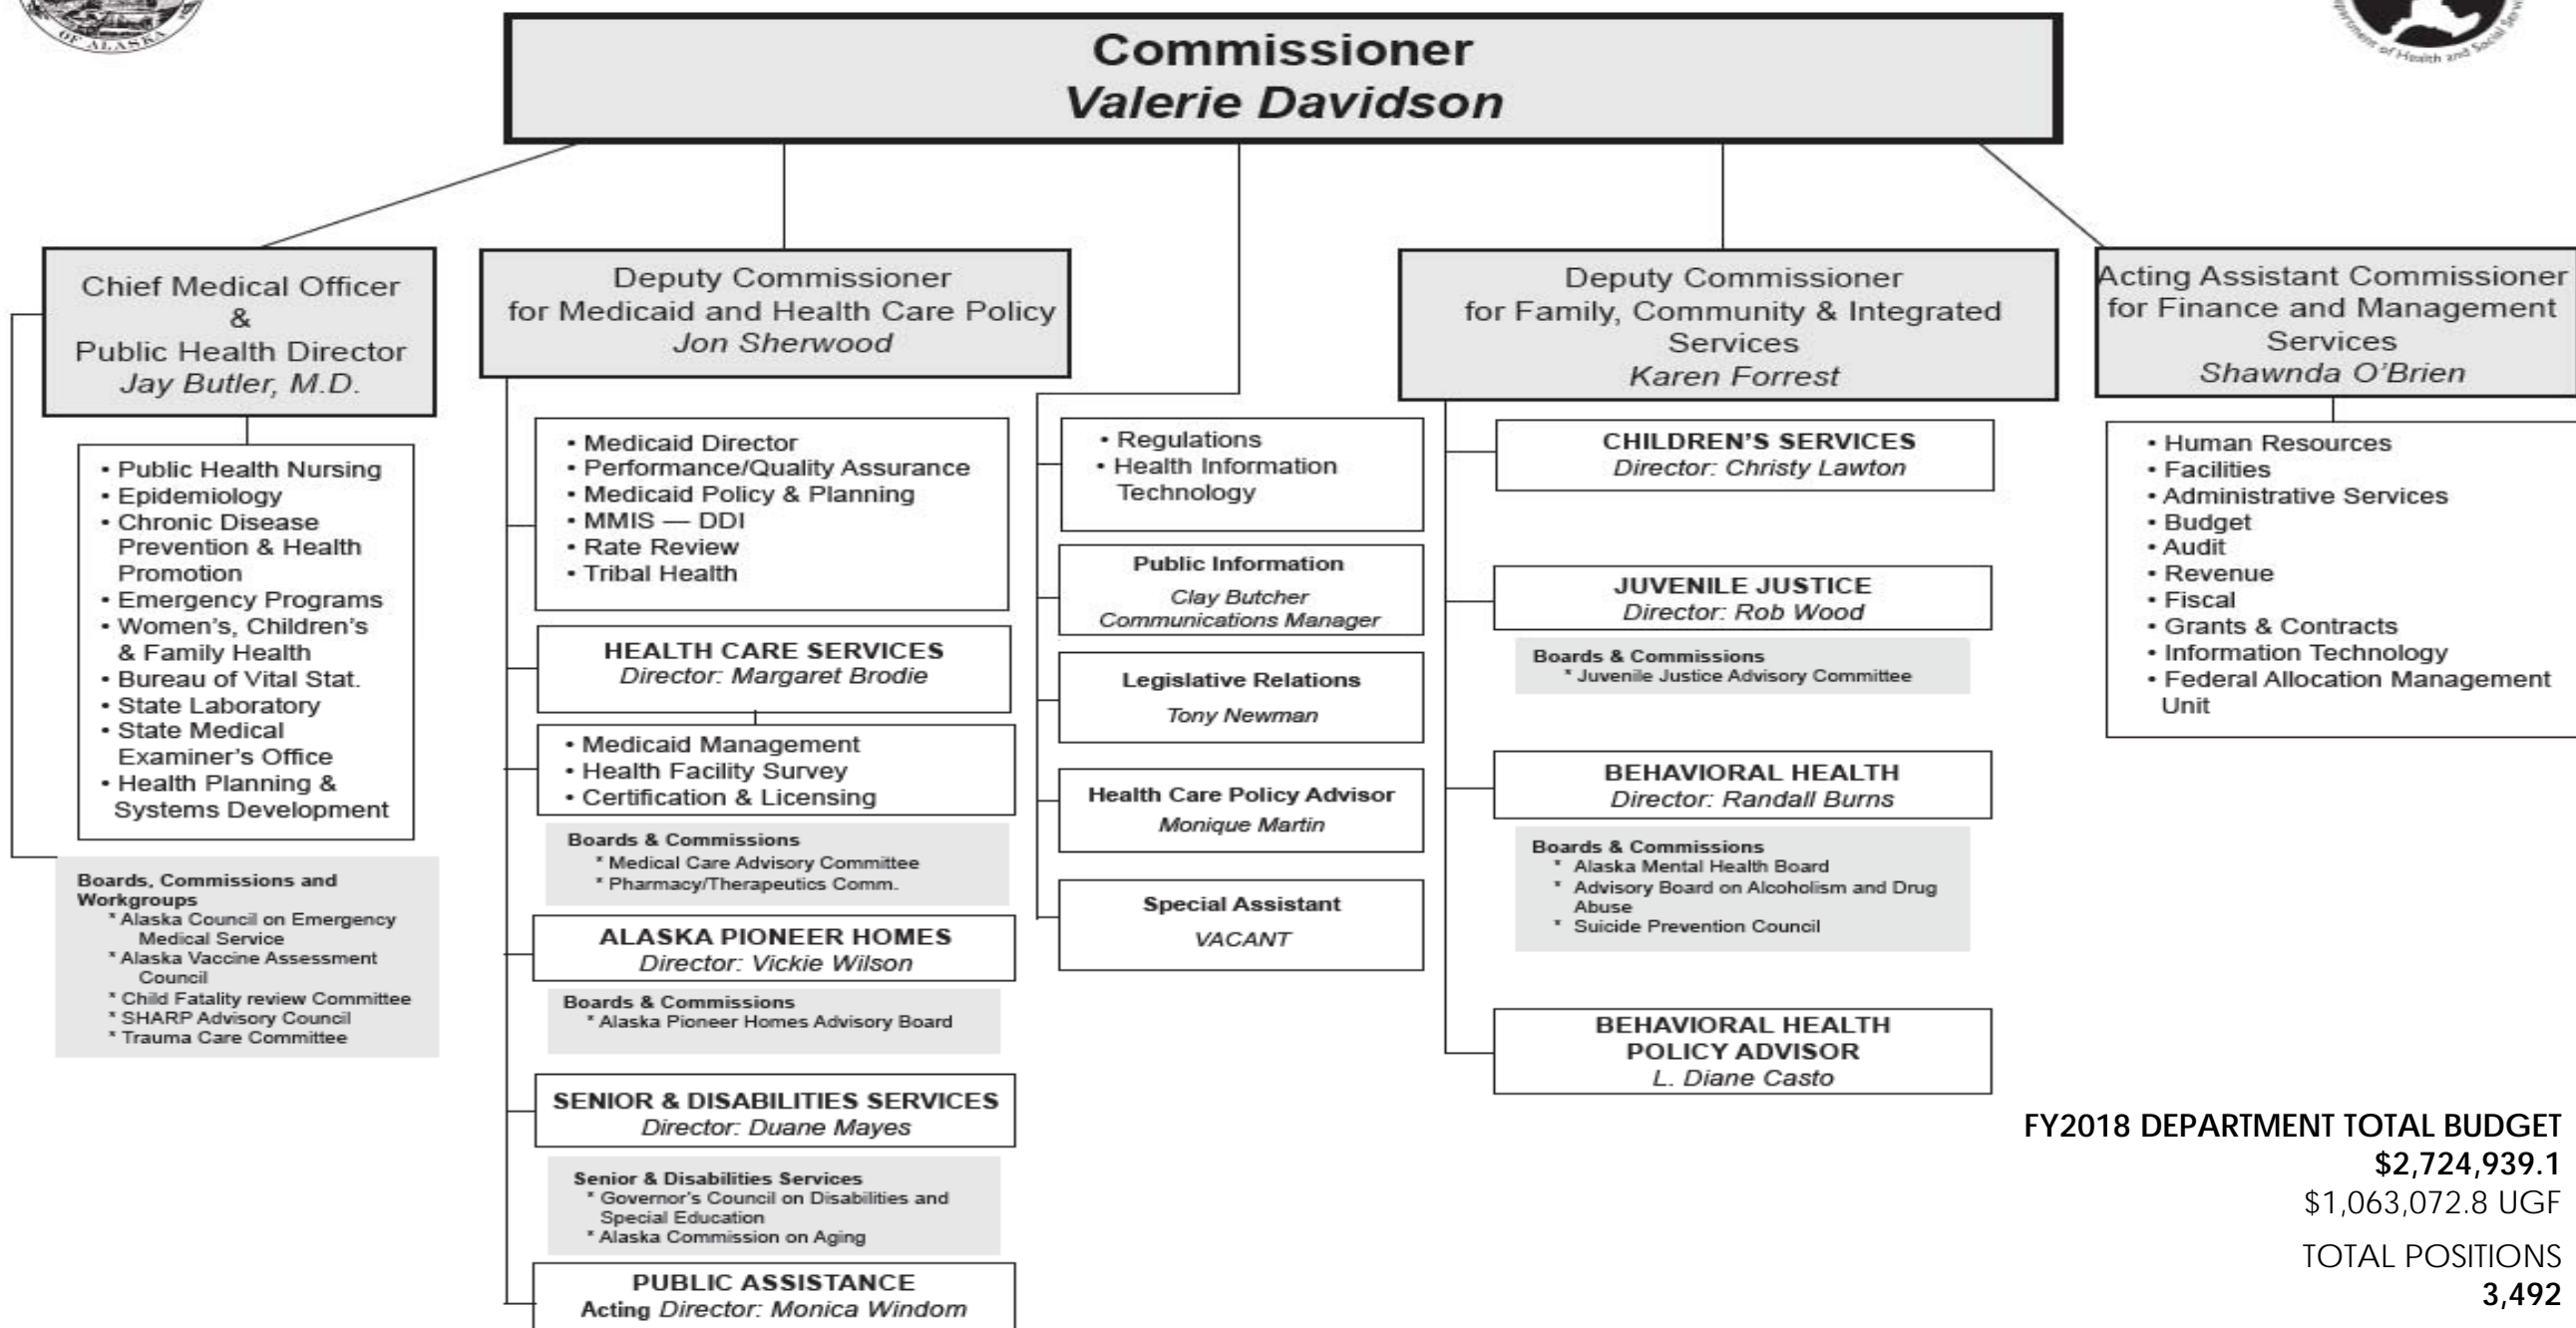 OF ALASKA
Department of Health and Social Serv
Commissioner
Valerie Davidson
Chief Medical Officer
&
Public Health Director
Jay Butler, M.D.
• Public Health Nursing
• Epidemiology
• Chronic Disease
Prevention & Health
Promotion
• Emergency Programs
• Women's, Children's
& Family Health
• Bureau of Vital Stat.
• State Laboratory
• State Medical
Examiner's Office
• Health Planning &
Systems Development
Boards, Commissions and
Workgroups
* Alaska Council on Emergency
Medical Service
* Alaska Vaccine Assessment
Council
* Child Fatality review Committee
* SHARP Advisory Council
* Trauma Care Committee
Deputy Commissioner
for Medicaid and Health Care Policy
Jon Sherwood
• Medicaid Director
• Performance/Quality Assurance
• Medicaid Policy & Planning
• MMIS — DDI
• Rate Review
• Tribal Health
HEALTH CARE SERVICES
Director: Margaret Brodie
• Medicaid Management
• Health Facility Survey
• Certification & Licensing
Boards & Commissions
* Medical Care Advisory Committee
* Pharmacy/Therapeutics Comm.
ALASKA PIONEER HOMES
Director: Vickie Wilson
Boards & Commissions
* Alaska Pioneer Homes Advisory Board
SENIOR & DISABILITIES SERVICES
Director: Duane Mayes
Senior & Disabilities Services
* Governor's Council on Disabilities and
Special Education
* Alaska Commission on Aging
PUBLIC ASSISTANCE
Acting Director: Monica Windom
• Regulations
• Health Information
Technology
Public Information
Clay Butcher
Communications Manager
Legislative Relations
Tony Newman
Health Care Policy Advisor
Monique Martin
Special Assistant
VACANT
Deputy Commissioner
for Family, Community & Integrated
Services
Karen Forrest
CHILDREN'S SERVICES
Director: Christy Lawton
JUVENILE JUSTICE
Director: Rob Wood
Boards & Commissions
* Juvenile Justice Advisory Committee
BEHAVIORAL HEALTH
Director: Randall Burns
Boards & Commissions
* Alaska Mental Health Board
* Advisory Board on Alcoholism and Drug
Abuse
* Suicide Prevention Council
BEHAVIORAL HEALTH
POLICY ADVISOR
L. Diane Casto
Acting Assistant Commissioner
for Finance and Management
Services
Shawnda O'Brien
• Human Resources
• Facilities
• Administrative Services
• Budget
• Audit
• Revenue
• Fiscal
• Grants & Contracts
• Information Technology
• Federal Allocation Management
Unit
FY2018 DEPARTMENT TOTAL BUDGET
$2,724,939.1
$1,063,072.8 UGF
TOTAL POSITIONS
3,492